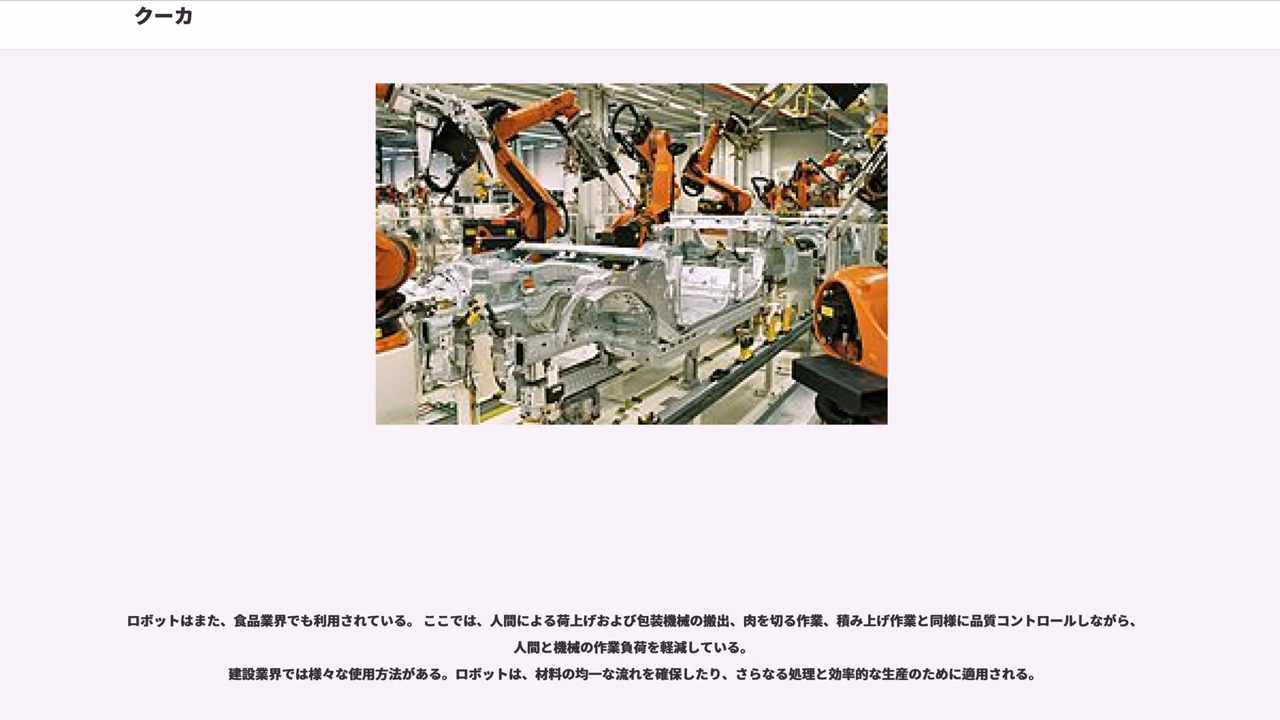 クーカ
ロボットはまた、食品業界でも利用されている。 ここでは、人間による荷上げおよび包装機械の搬出、肉を切る作業、積み上げ作業と同様に品質コントロールしながら、
人間と機械の作業負荷を軽減している。
建設業界では様々な使用方法がある。ロボットは、材料の均一な流れを確保したり、さらなる処理と効率的な生産のために適用される。